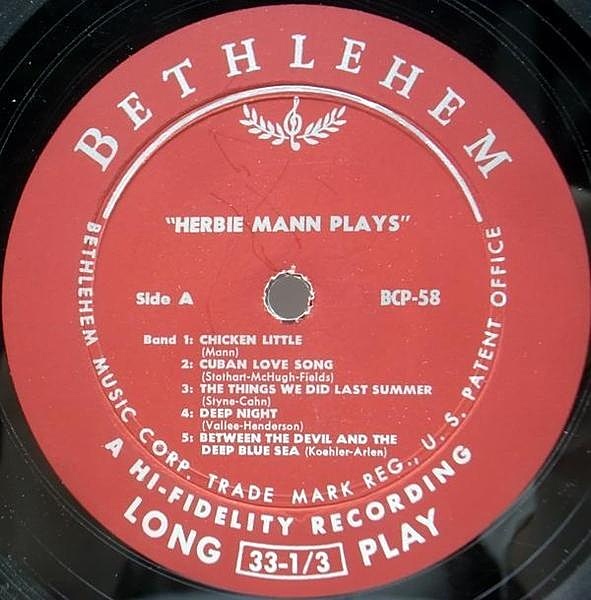 BETHLEHEM
"HERBIE MANN PLAYS"
Side A
BCP-58
Band 1: CHICKEN LITTLE
(Mann)
2: CUBAN LOVE SONG
(Stothart-McHugh-Fields)
3: THE THINGS WE DID LAST SUMMER
(Styne-Cahn)
4: DEEP NIGHT
(Vallee-Henderson)
5: BETWEEN THE DEVIL AND THE
DEEP BLUE SEA (Koehler-Arlen)
BETHLEHEM MUSIC CORP. TRADE MARK REG., U. S. PATENT OFFICE
A HI-FIDELITY RECORDING
LONG 33-1/3 PLAY